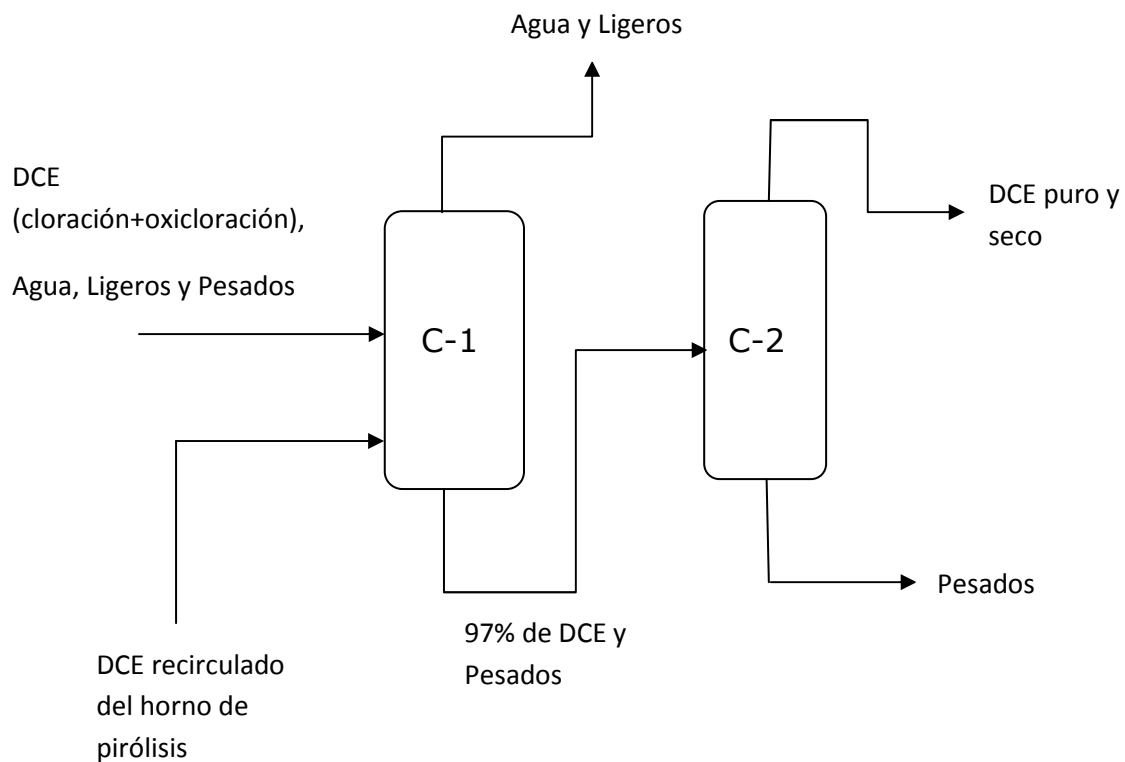 Agua y Ligeros
DCE
(cloración+oxicloración),
Agua, Ligeros y Pesados
DCE puro y
seco
C-1
C-2
Pesados
97% de DCE y
Pesados
DCE recirculado
del horno de
pirólisis